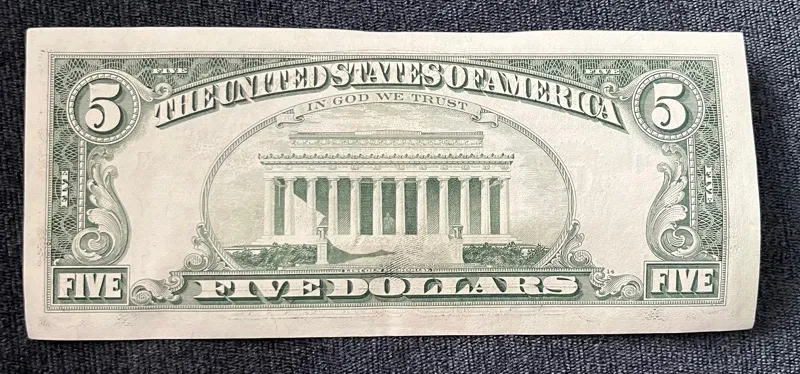 5 FIVE FIVE 5
THE UNITED STATES OF AMERICA
IN GOD WE TRUST
FIVE FIVE
FIVE FIVE DOLLARS FIVE